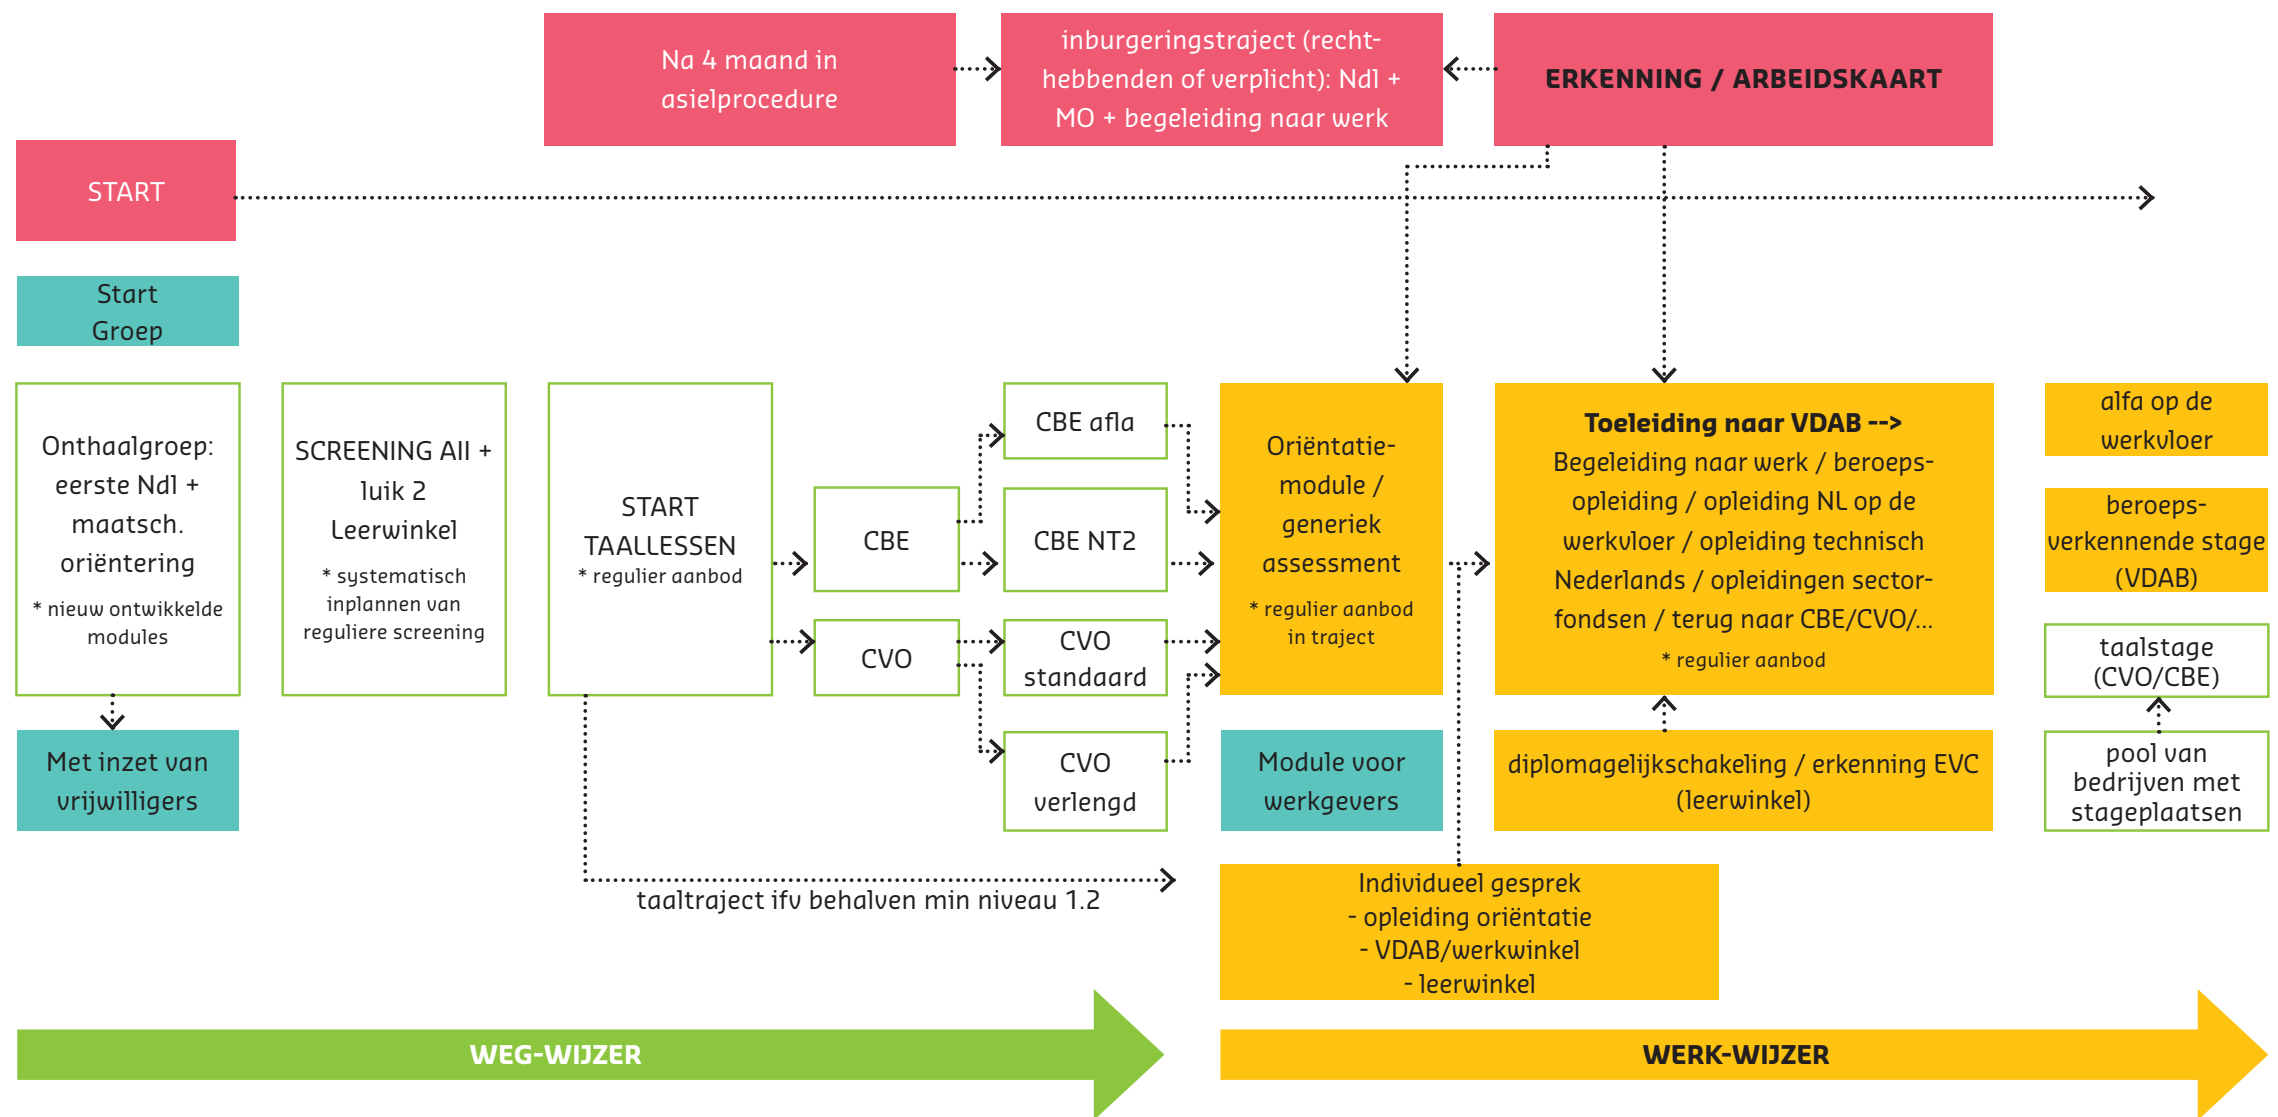 Na 4 maand in
asielprocedure
inburgeringstraject (recht-
hebbenden of verplicht): Ndl +
MO + begeleiding naar werk
ERKENNING / ARBEIDSKAART
START
Start
Groep
Onthaalgroep:
eerste Ndl +
maatsch.
oriëntering
* nieuw ontwikkelde
modules
Met inzet van
vrijwilligers
SCREENING AII +
luik 2
Leerwinkel
* systematisch
inplannen van
reguliere screening
START
TAALLESSEN
* regulier aanbod
CBE
CVO
CBE afla
CBE NT2
CVO
standaard
CVO
verlengd
taaltraject ifv behalven min niveau 1.2
Oriëntatie-
module /
generiek
assessment
* regulier aanbod
in traject
Module voor
werkgevers
Individueel gesprek
- opleiding oriëntatie
- VDAB/werkwinkel
- leerwinkel
Toeleiding naar VDAB -->
Begeleiding naar werk / beroeps-
opleiding / opleiding NL op de
werkvloer / opleiding technisch
Nederlands / opleidingen sector-
fondsen / terug naar CBE/CVO/...
* regulier aanbod
diplomagelijkschakeling / erkenning EVC
(leerwinkel)
alfa op de
werkvloer
beroeps-
verkennende stage
(VDAB)
taalstage
(CVO/CBE)
pool van
bedrijven met
stageplaatsen
WEG-WIJZER
WERK-WIJZER